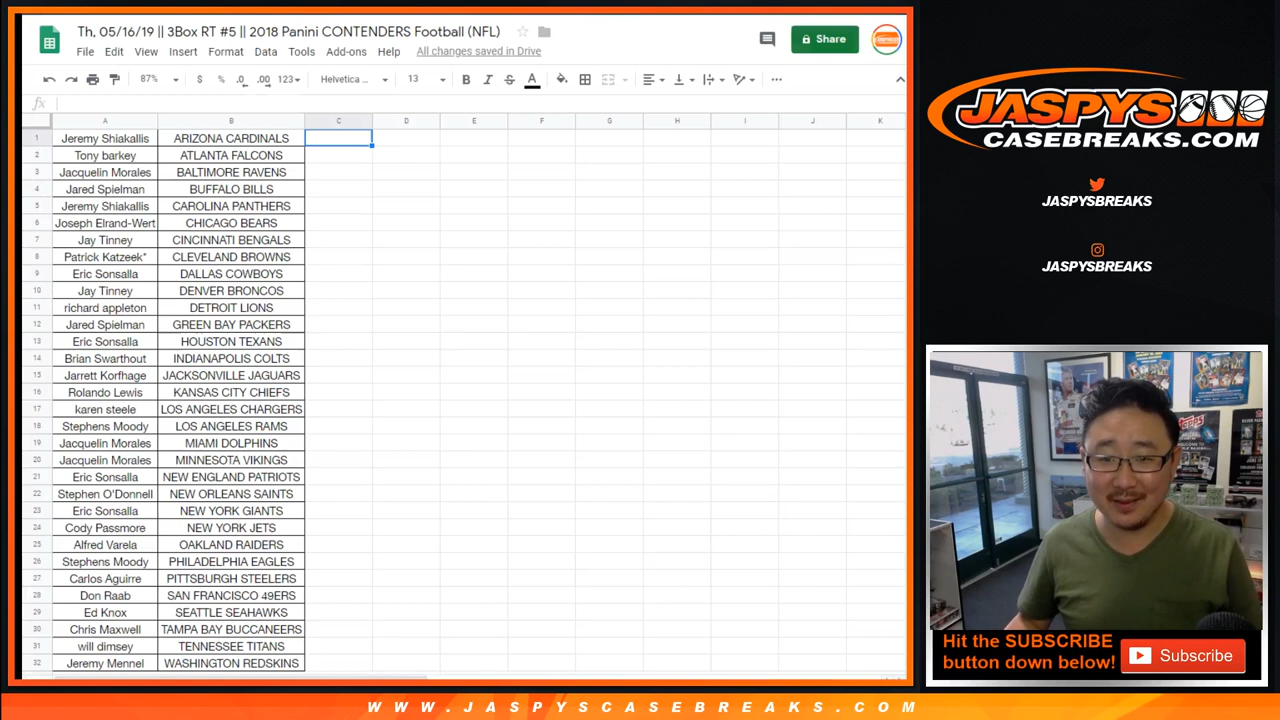 Th, 05/16/19 || 3Box RT #5 || 2018 Panini CONTENDERS Football (NFL)
File Edit View Insert Format Data Tools Add-ons Help All changes saved in Drive
Share
87% $ % .0 .00 123 Helvetica ... 13 B I S A
fx
A B C D E F G H I J K
1 Jeremy Shiakallis ARIZONA CARDINALS
2 Tony barkey ATLANTA FALCONS
3 Jacquelin Morales BALTIMORE RAVENS
4 Jared Spielman BUFFALO BILLS
5 Jeremy Shiakallis CAROLINA PANTHERS
6 Joseph Elrand-Wert CHICAGO BEARS
7 Jay Tinney CINCINNATI BENGALS
8 Patrick Katzeek* CLEVELAND BROWNS
9 Eric Sonsalla DALLAS COWBOYS
10 Jay Tinney DENVER BRONCOS
11 richard appleton DETROIT LIONS
12 Jared Spielman GREEN BAY PACKERS
13 Eric Sonsalla HOUSTON TEXANS
14 Brian Swarthout INDIANAPOLIS COLTS
15 Jarrett Korfhage JACKSONVILLE JAGUARS
16 Rolando Lewis KANSAS CITY CHIEFS
17 karen steele LOS ANGELES CHARGERS
18 Stephens Moody LOS ANGELES RAMS
19 Jacquelin Morales MIAMI DOLPHINS
20 Jacquelin Morales MINNESOTA VIKINGS
21 Eric Sonsalla NEW ENGLAND PATRIOTS
22 Stephen O'Donnell NEW ORLEANS SAINTS
23 Eric Sonsalla NEW YORK GIANTS
24 Cody Passmore NEW YORK JETS
25 Alfred Varela OAKLAND RAIDERS
26 Stephens Moody PHILADELPHIA EAGLES
27 Carlos Aguirre PITTSBURGH STEELERS
28 Don Raab SAN FRANCISCO 49ERS
29 Ed Knox SEATTLE SEAHAWKS
30 Chris Maxwell TAMPA BAY BUCCANEERS
31 will dimsey TENNESSEE TITANS
32 Jeremy Mennel WASHINGTON REDSKINS
JASPYS
CASEBREAKS.COM
JASPYSBREAKS
JASPYSBREAKS
Hit the SUBSCRIBE
button down below!
Subscribe
WWW.JASPYSCASEBREAKS.COM